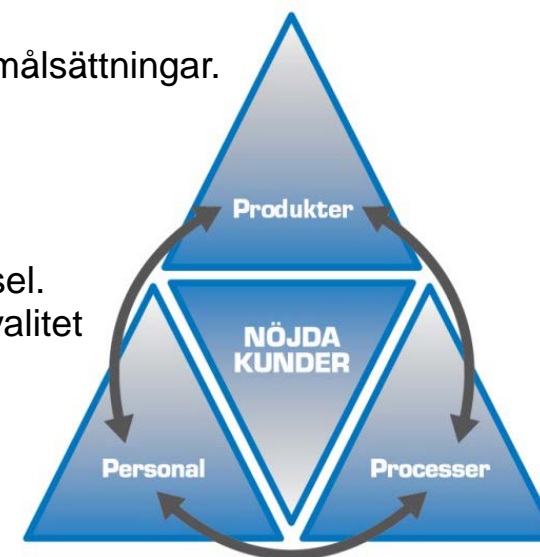 målsättningar.
Produkter
sel.
valitet
NÖJDA
KUNDER
Personal
Processer